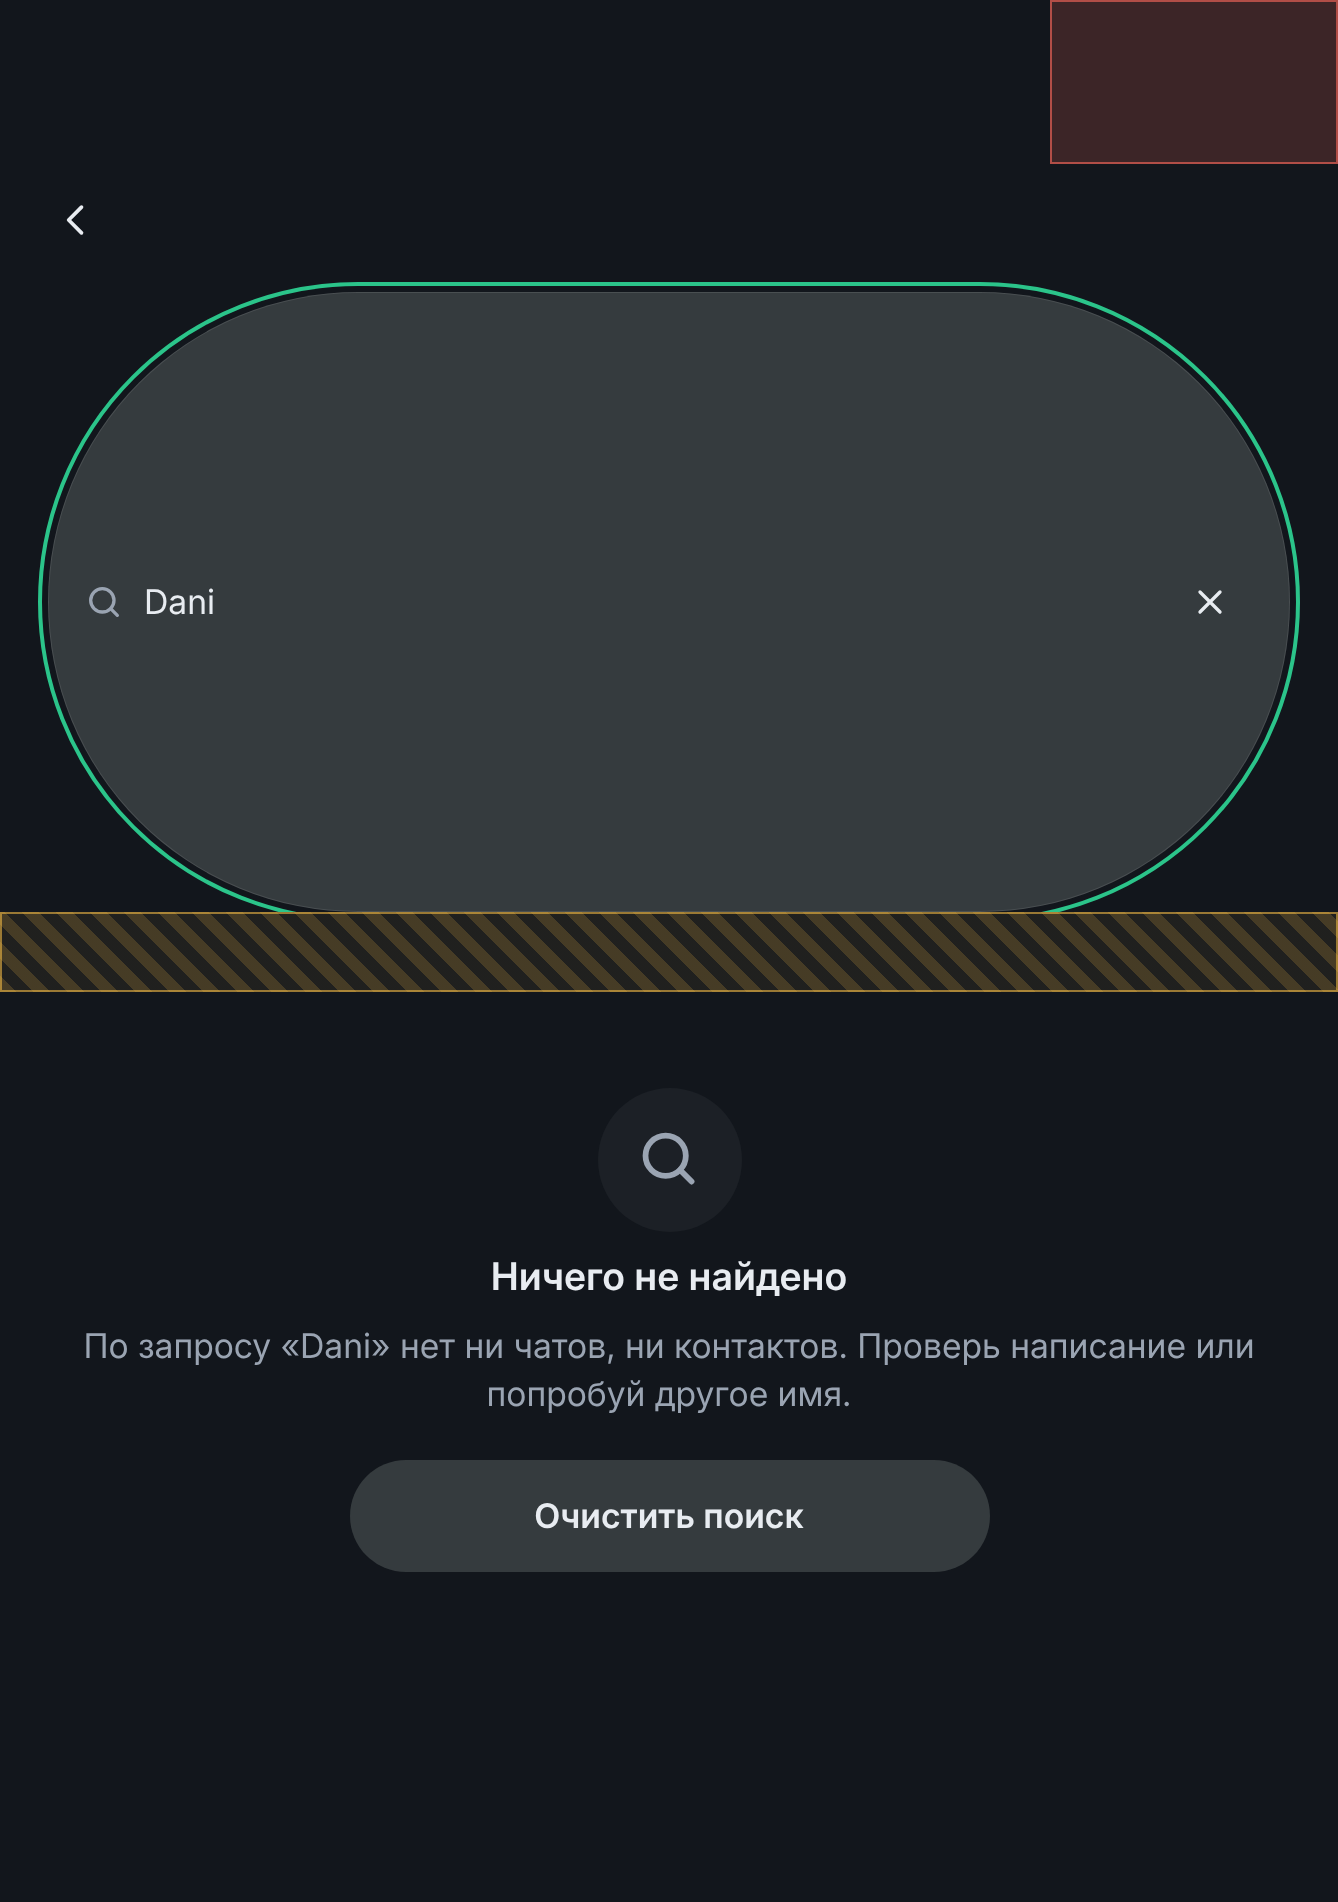 Dani
Ничего не найдено
По запросу «Dani» нет ни чатов, ни контактов. Проверь написание или
попробуй другое имя.
Очистить поиск